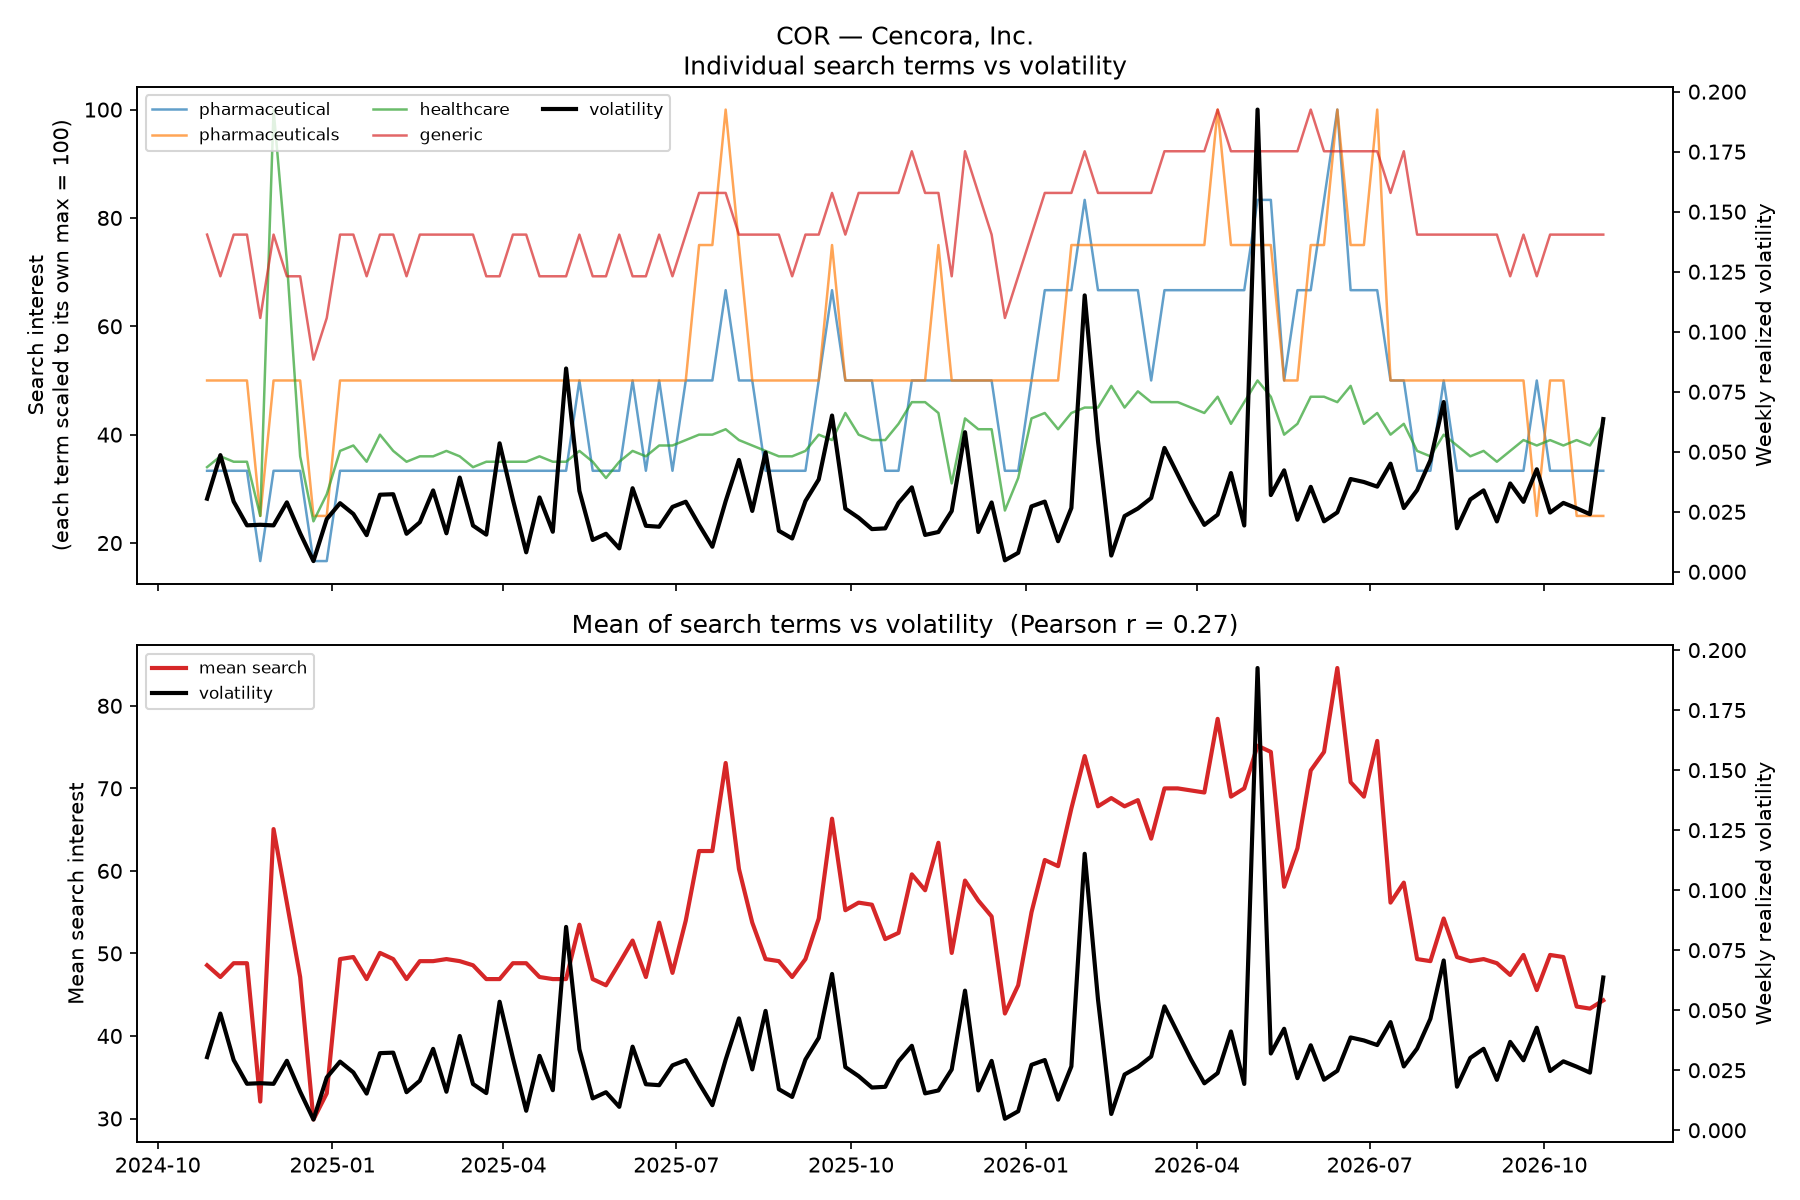 COR — Cencora, Inc.
Individual search terms vs volatility
pharmaceutical
pharmaceuticals
healthcare
generic
volatility
Search interest
(each term scaled to its own max = 100)
100
80
60
40
20
Weekly realized volatility
0.200
0.175
0.150
0.125
0.100
0.075
0.050
0.025
0.000
Mean of search terms vs volatility (Pearson r = 0.27)
mean search
volatility
Mean search interest
80
70
60
50
40
30
Weekly realized volatility
0.200
0.175
0.150
0.125
0.100
0.075
0.050
0.025
0.000
2024-10
2025-01
2025-04
2025-07
2025-10
2026-01
2026-04
2026-07
2026-10